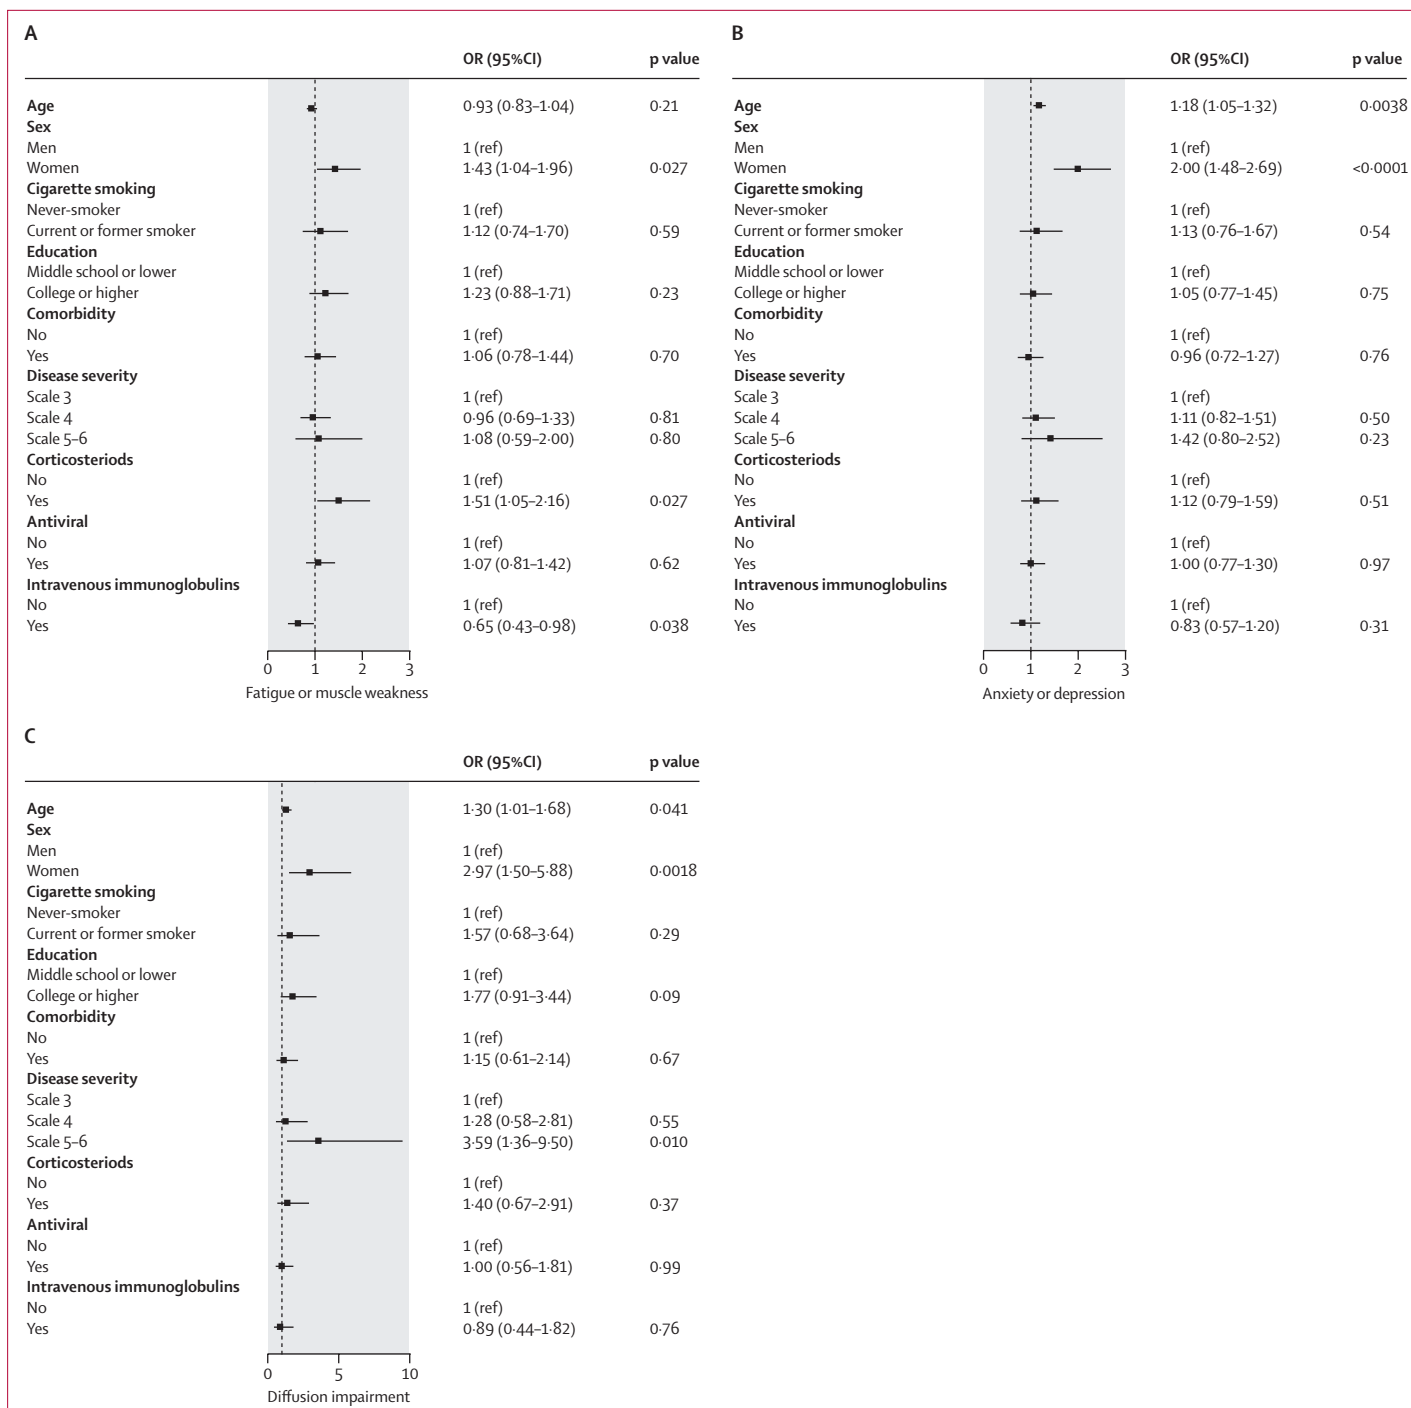 A
OR (95%CI) p value
Age 0·93 (0·83–1·04) 0·21
Sex
Men 1 (ref)
Women 1·43 (1·04–1·96) 0·027
Cigarette smoking
Never-smoker 1 (ref)
Current or former smoker 1·12 (0·74–1·70) 0·59
Education
Middle school or lower 1 (ref)
College or higher 1·23 (0·88–1·71) 0·23
Comorbidity
No 1 (ref)
Yes 1·06 (0·78–1·44) 0·70
Disease severity
Scale 3 1 (ref)
Scale 4 0·96 (0·69–1·33) 0·81
Scale 5–6 1·08 (0·59–2·00) 0·80
Corticosteriods
No 1 (ref)
Yes 1·51 (1·05–2·16) 0·027
Antiviral
No 1 (ref)
Yes 1·07 (0·81–1·42) 0·62
Intravenous immunoglobulins
No 1 (ref)
Yes 0·65 (0·43–0·98) 0·038
0 1 2 3
Fatigue or muscle weakness
B
OR (95%CI) p value
Age 1·18 (1·05–1·32) 0·0038
Sex
Men 1 (ref)
Women 2·00 (1·48–2·69) <0·0001
Cigarette smoking
Never-smoker 1 (ref)
Current or former smoker 1·13 (0·76–1·67) 0·54
Education
Middle school or lower 1 (ref)
College or higher 1·05 (0·77–1·45) 0·75
Comorbidity
No 1 (ref)
Yes 0·96 (0·72–1·27) 0·76
Disease severity
Scale 3 1 (ref)
Scale 4 1·11 (0·82–1·51) 0·50
Scale 5–6 1·42 (0·80–2·52) 0·23
Corticosteriods
No 1 (ref)
Yes 1·12 (0·79–1·59) 0·51
Antiviral
No 1 (ref)
Yes 1·00 (0·77–1·30) 0·97
Intravenous immunoglobulins
No 1 (ref)
Yes 0·83 (0·57–1·20) 0·31
0 1 2 3
Anxiety or depression
C
OR (95%CI) p value
Age 1·30 (1·01–1·68) 0·041
Sex
Men 1 (ref)
Women 2·97 (1·50–5·88) 0·0018
Cigarette smoking
Never-smoker 1 (ref)
Current or former smoker 1·57 (0·68–3·64) 0·29
Education
Middle school or lower 1 (ref)
College or higher 1·77 (0·91–3·44) 0·09
Comorbidity
No 1 (ref)
Yes 1·15 (0·61–2·14) 0·67
Disease severity
Scale 3 1 (ref)
Scale 4 1·28 (0·58–2·81) 0·55
Scale 5–6 3·59 (1·36–9·50) 0·010
Corticosteriods
No 1 (ref)
Yes 1·40 (0·67–2·91) 0·37
Antiviral
No 1 (ref)
Yes 1·00 (0·56–1·81) 0·99
Intravenous immunoglobulins
No 1 (ref)
Yes 0·89 (0·44–1·82) 0·76
0 5 10
Diffusion impairment